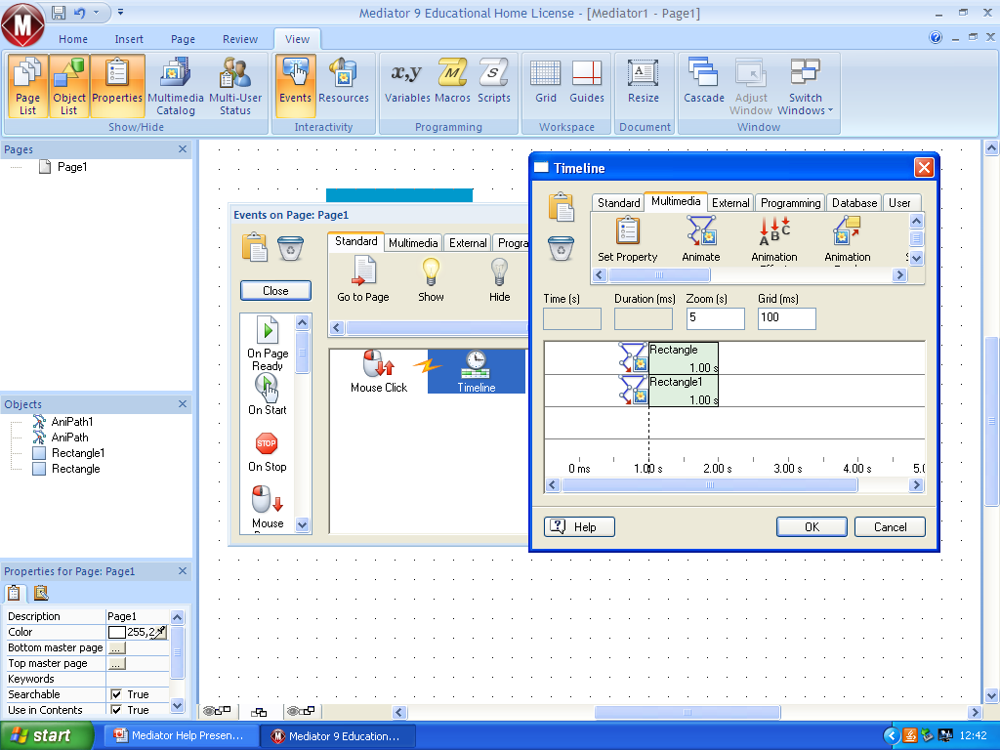 Mediator 9 Educational Home License - [Mediator1 - Page1]
Home Insert Page Review View
Page List
Object List
Properties
Multimedia Catalog
Multi-User Status
Events
Resources
Variables
Macros
Scripts
Grid
Guides
Resize
Cascade
Adjust Window
Switch Windows
Show/Hide
Interactivity
Programming
Workspace
Document
Window
Pages
Page1
Objects
AniPath1
AniPath
Rectangle1
Rectangle
Properties for Page: Page1
Description Page1
Color 255,2
Bottom master page ...
Top master page ...
Keywords
Searchable True
Use in Contents True
Events on Page: Page1
Standard Multimedia External Progra
Go to Page Show Hide
Close
On Page Ready
On Start
STOP
On Stop
Mouse
Mouse Click Timeline
Timeline
Standard Multimedia External Programming Database User
Set Property Animate Animation Animation
Time (s) Duration (ms) Zoom (s) Grid (ms)
5 100
Rectangle
1.00 s
Rectangle1
1.00 s
0 ms 1.00 s 2.00 s 3.00 s 4.00 s 5.0
Help OK Cancel
start Mediator Help Presen... Mediator 9 Education... 12:42